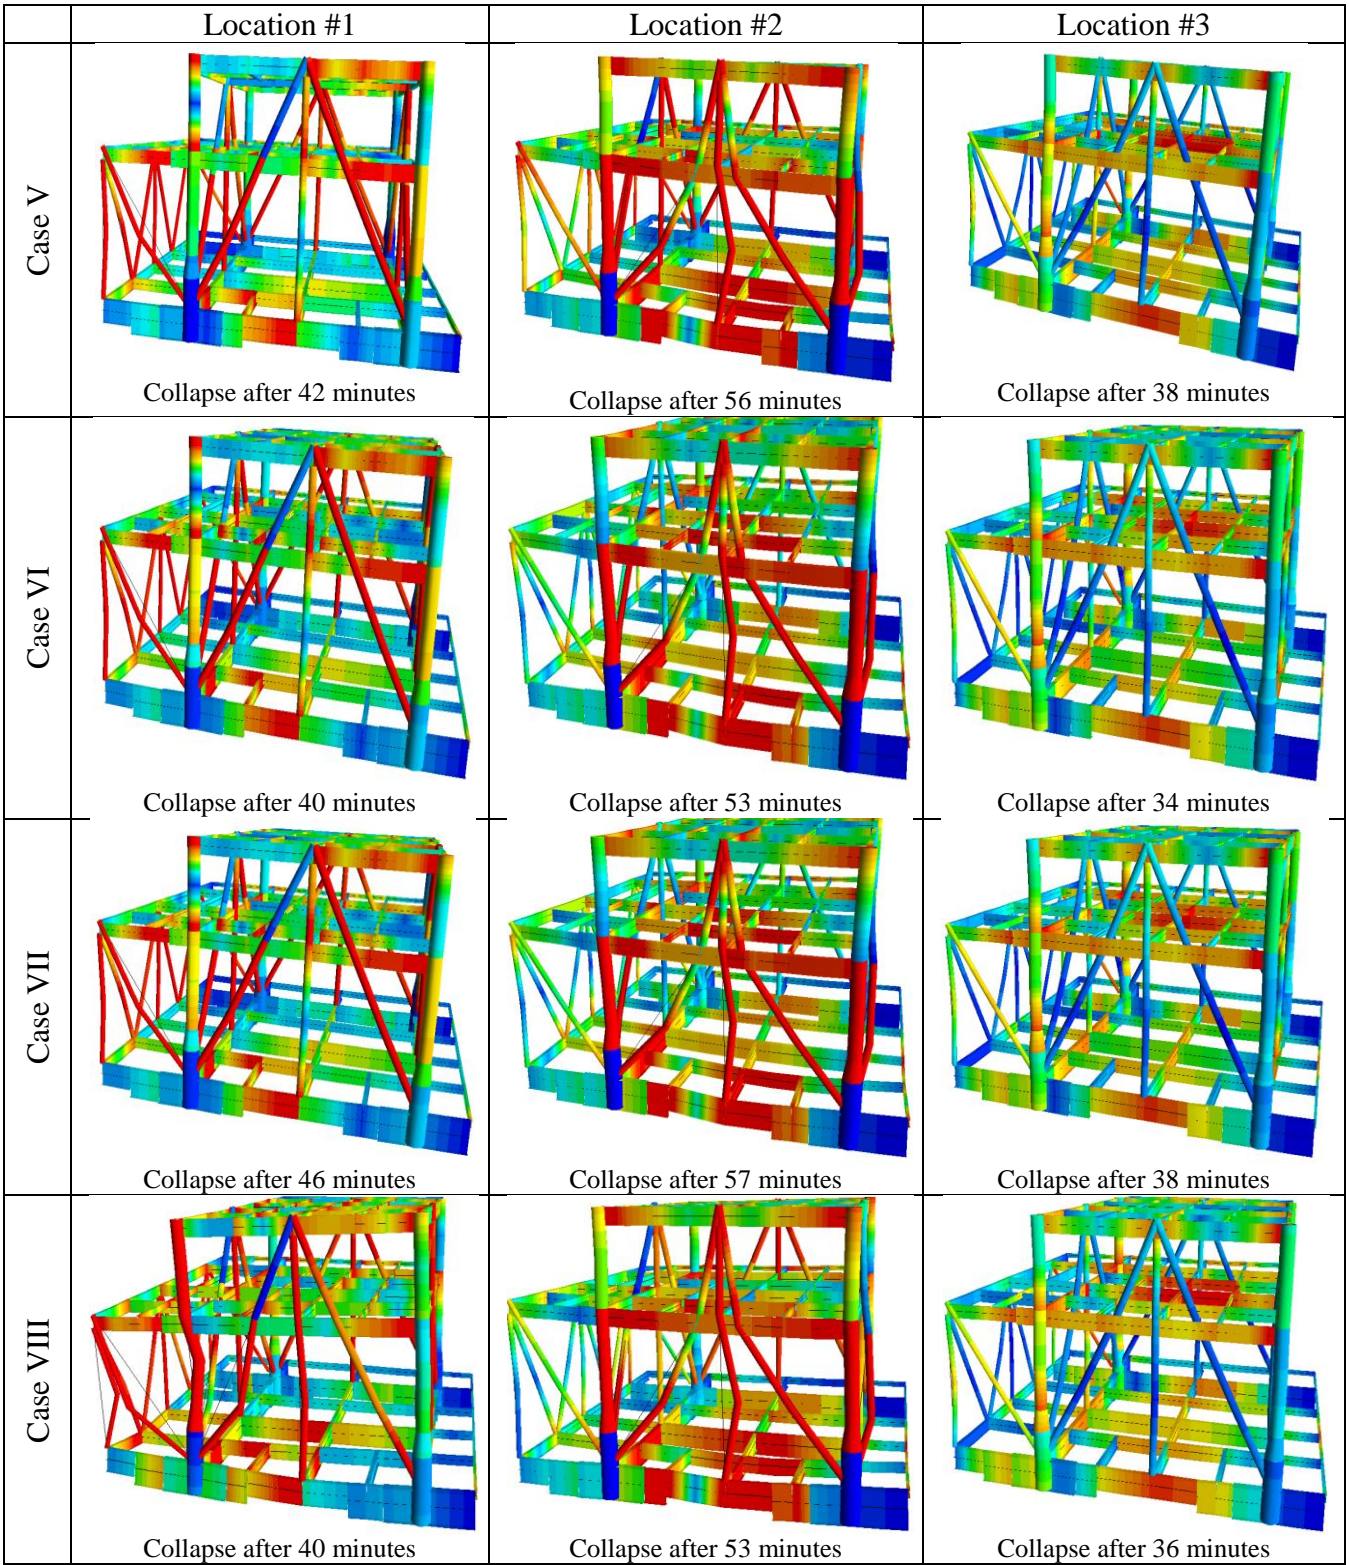 Location #1
Location #2
Location #3
Case V
Collapse after 42 minutes
Collapse after 56 minutes
Collapse after 38 minutes
Case VI
Collapse after 40 minutes
Collapse after 53 minutes
Collapse after 34 minutes
Case VII
Collapse after 46 minutes
Collapse after 57 minutes
Collapse after 38 minutes
Case VIII
Collapse after 40 minutes
Collapse after 53 minutes
Collapse after 36 minutes